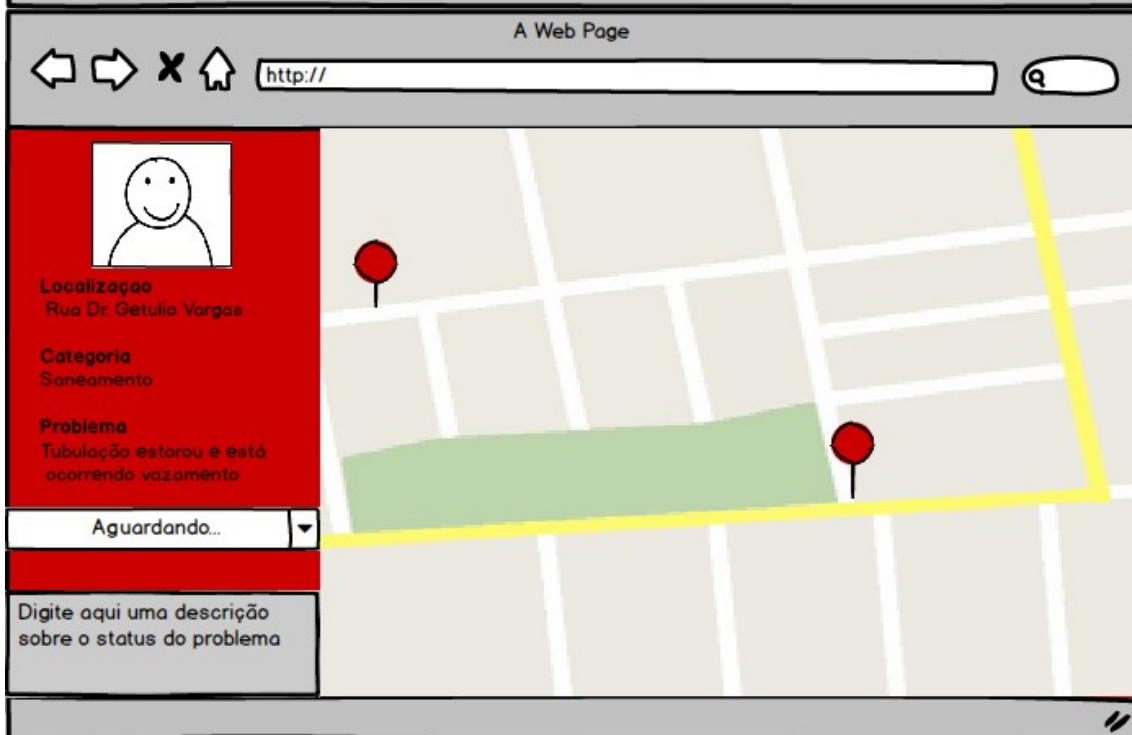 A Web Page
http://
Localizaçao
Rua Dr. Getulio Vargas
Categoria
Saneamento
Problema
Tubulação estorou e está
ocorrendo vazamento
Aguardando...
Digite aqui uma descrição
sobre o status do problema